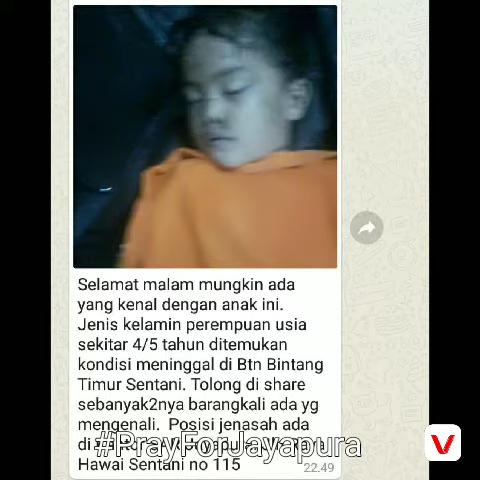 Selamat malam mungkin ada
yang kenal dengan anak ini.
Jenis kelamin perempuan usia
sekitar 4/5 tahun ditemukan
kondisi meninggal di Btn Bintang
Timur Sentani. Tolong di share
sebanyak2nya barangkali ada yg
mengenali. Posisi jenasah ada
#PrayForJayapura
Hawai Sentani no 115
22.49